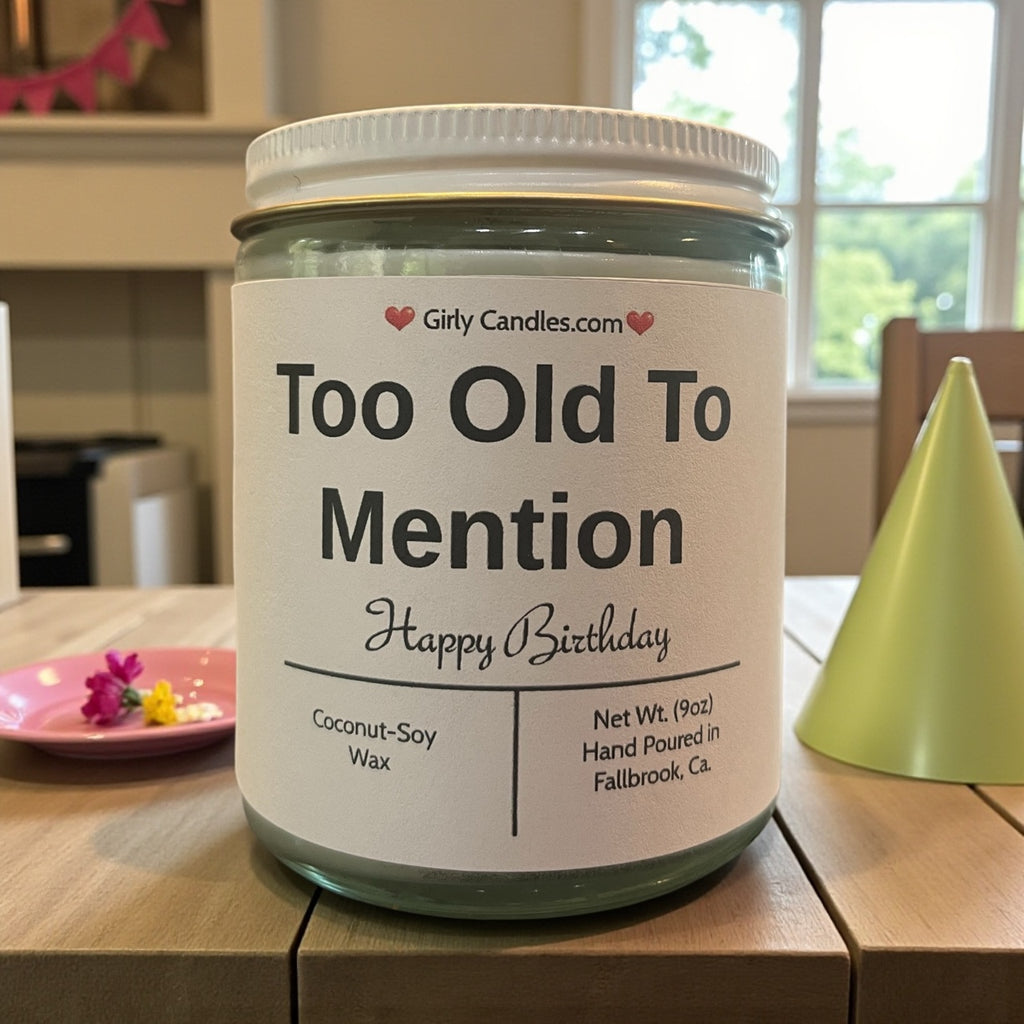 ❤️ Girly Candles.com ❤️
Too Old To
Mention
Happy Birthday
Coconut-Soy
Wax
Net Wt. (9oz)
Hand Poured in
Fallbrook, Ca.